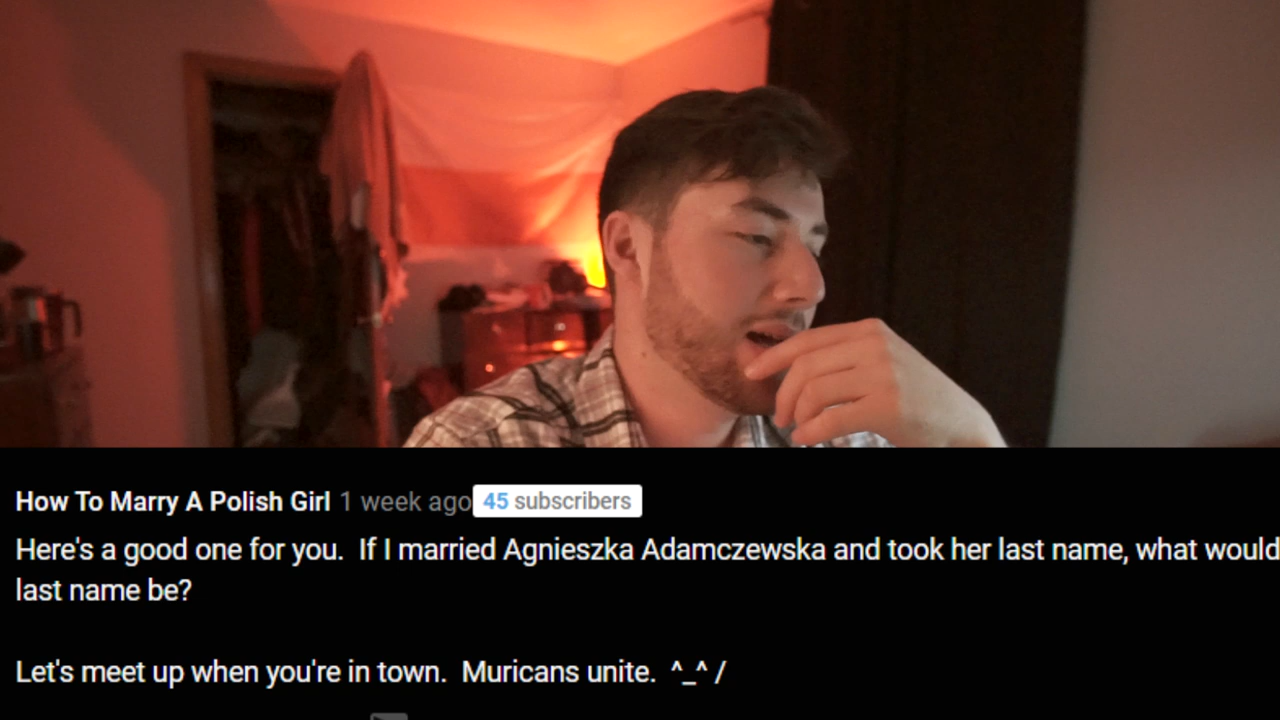 How To Marry A Polish Girl 1 week ago 45 subscribers
Here's a good one for you.  If I married Agnieszka Adamczewska and took her last name, what would
last name be?
Let's meet up when you're in town.  Muricans unite.  ^_^ /